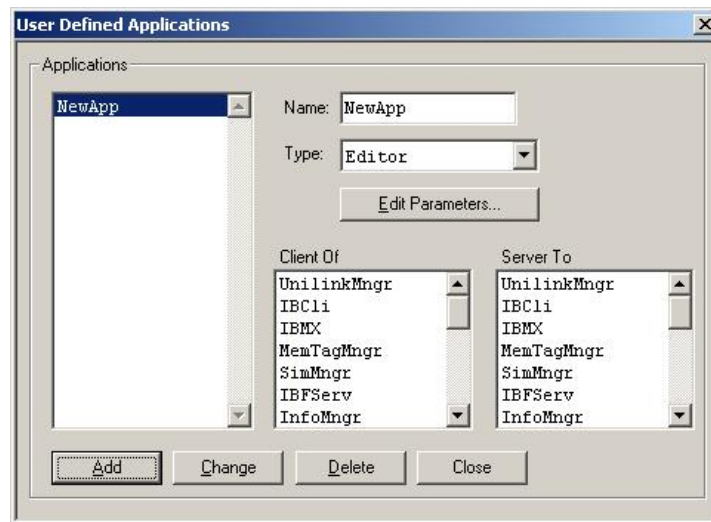 User Defined Applications
Applications
NewApp
Name: NewApp
Type: Editor
Edit Parameters...
Client Of
UnilinkMngr
IBCli
IBMX
MemTagMngr
SimMngr
IBFServ
InfoMngr
Server To
UnilinkMngr
IBCli
IBMX
MemTagMngr
SimMngr
IBFServ
InfoMngr
Add Change Delete Close